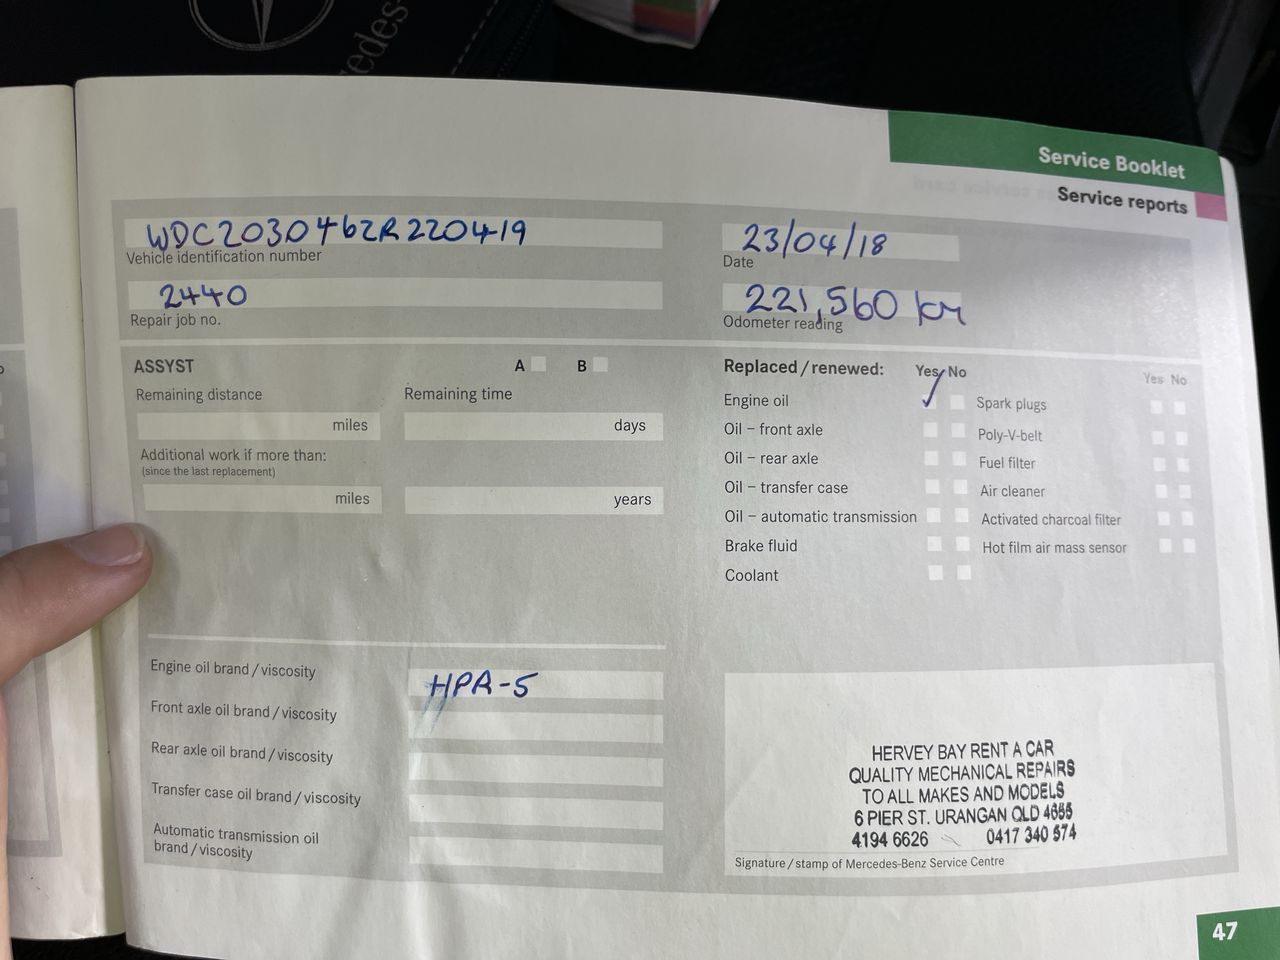 Mercedes-
Service Booklet
Service reports
WDC2030462R220419
Vehicle identification number
23/04/18
Date
2440
Repair job no.
221,560 km
Odometer reading
ASSYST A B
Remaining distance Remaining time
miles days
Additional work if more than:
(since the last replacement)
miles years
Replaced / renewed: Yes No Yes No
Engine oil ✓ Spark plugs
Oil – front axle Poly-V-belt
Oil – rear axle Fuel filter
Oil – transfer case Air cleaner
Oil – automatic transmission Activated charcoal filter
Brake fluid Hot film air mass sensor
Coolant
Engine oil brand / viscosity HPR-5
Front axle oil brand / viscosity
Rear axle oil brand / viscosity
Transfer case oil brand / viscosity
Automatic transmission oil
brand / viscosity
HERVEY BAY RENT A CAR
QUALITY MECHANICAL REPAIRS
TO ALL MAKES AND MODELS
6 PIER ST. URANGAN QLD 4655
4194 6626 0417 340 574
Signature / stamp of Mercedes-Benz Service Centre
47